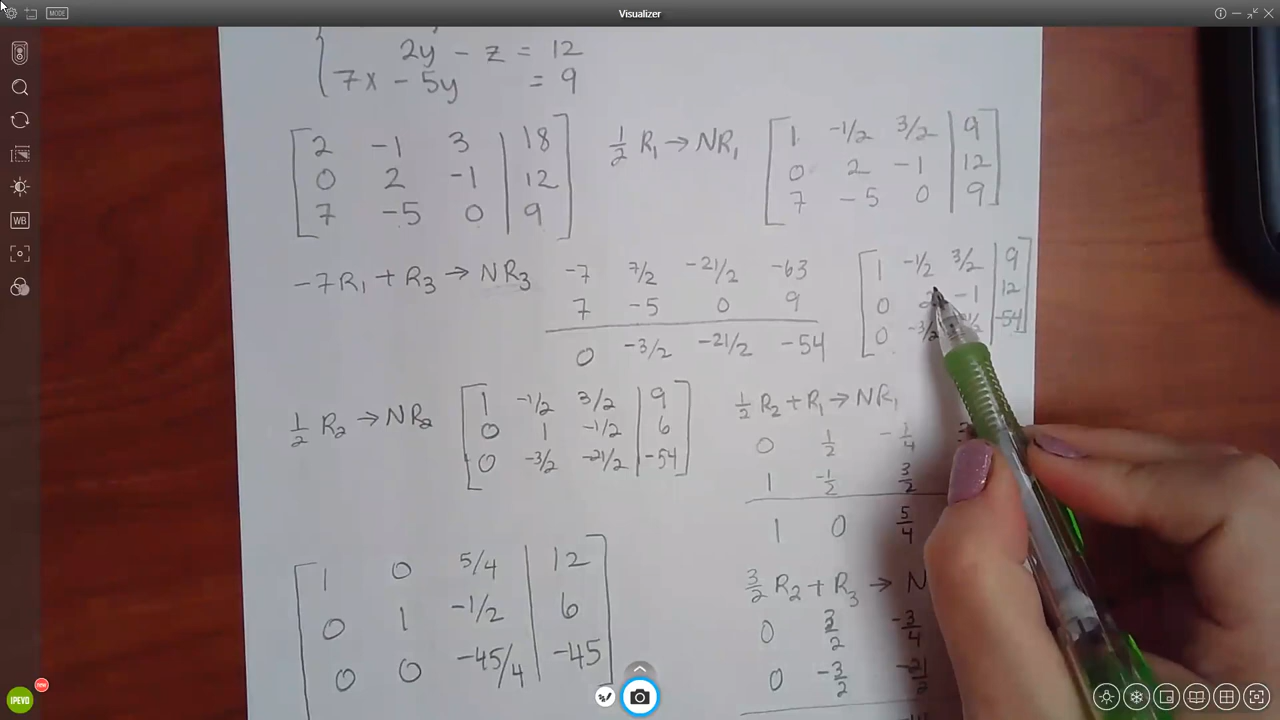 MODE
Visualizer
2y - z = 12
7x - 5y = 9
2 -1 3 | 18
0 2 -1 | 12
7 -5 0 | 9
1/2 R1 → NR1
1 -1/2 3/2 | 9
0 2 -1 | 12
7 -5 0 | 9
-7R1 + R3 → NR3
-7 7/2 -21/2 -63
7 -5 0 9
0 -3/2 -21/2 -54
1 -1/2 3/2 | 9
0 2 -1 | 12
0 -3/2 | -54
1/2 R2 → NR2
1 -1/2 3/2 | 9
0 1 -1/2 | 6
0 -3/2 -21/2 | -54
1/2 R2 + R1 → NR1
0 1/2 -1/4
1 -1/2 3/2
1 0 5/4
1 0 5/4 | 12
0 1 -1/2 | 6
0 0 -45/4 | -45
3/2 R2 + R3 → N
0 3/2 -3/4
0 -3/2 -21/2
IPEVO
new